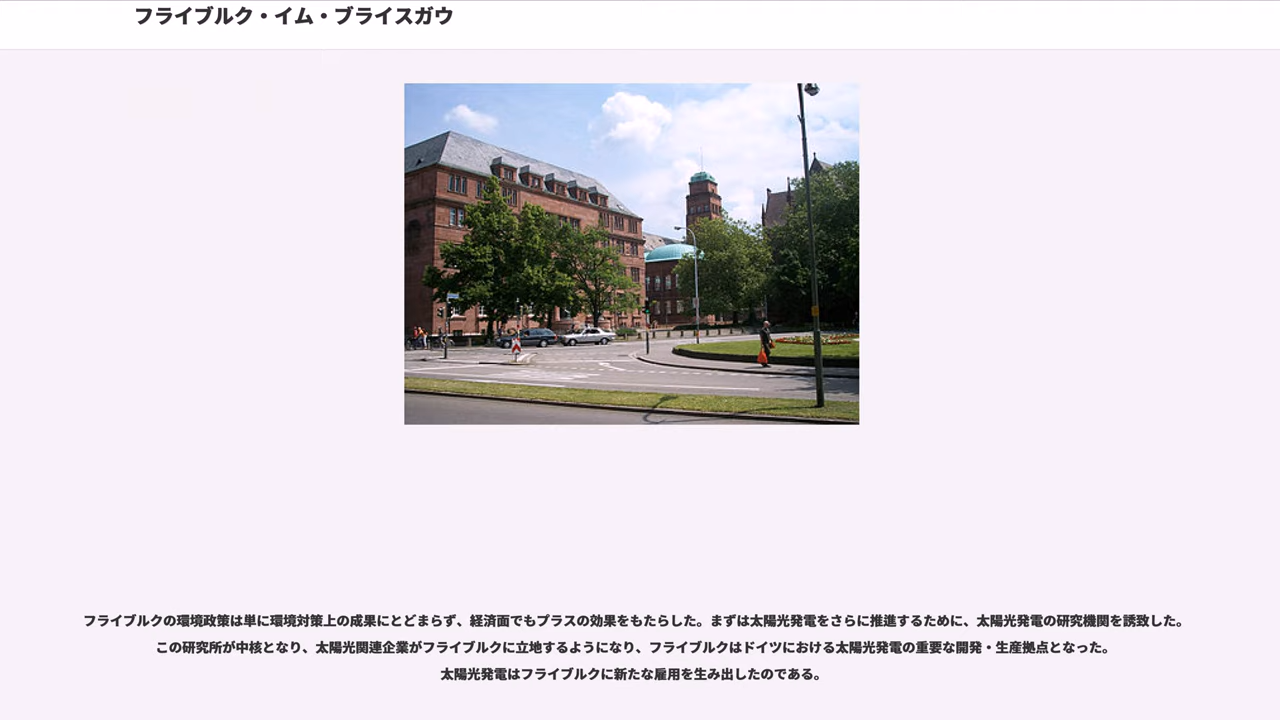 フライブルク・イム・ブライスガウ
フライブルクの環境政策は単に環境対策上の成果にとどまらず、経済面でもプラスの効果をもたらした。まずは太陽光発電をさらに推進するために、太陽光発電の研究機関を誘致した。
この研究所が中核となり、太陽光関連企業がフライブルクに立地するようになり、フライブルクはドイツにおける太陽光発電の重要な開発・生産拠点となった。
太陽光発電はフライブルクに新たな雇用を生み出したのである。